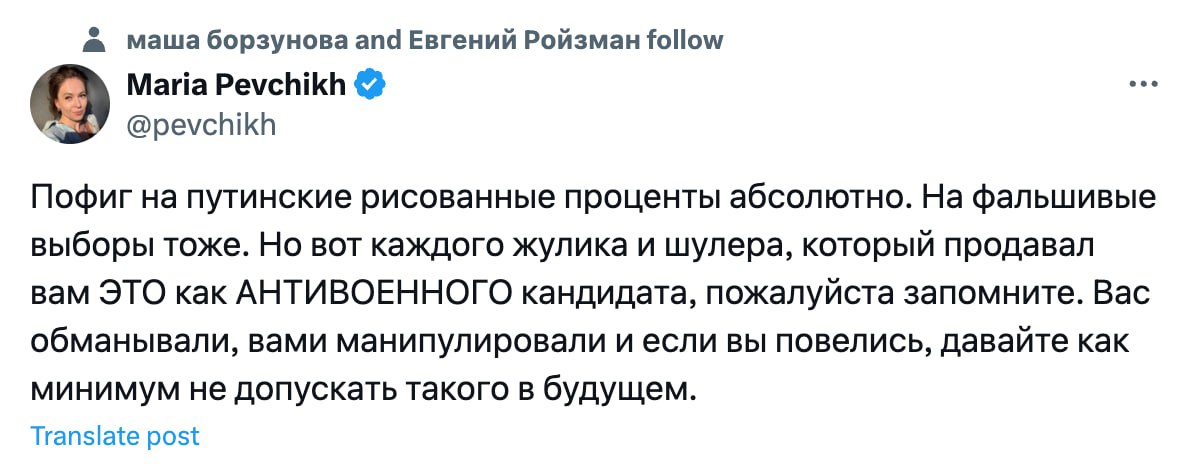 маша борзунова and Евгений Ройзман follow
Maria Pevchikh
@pevchikh
Пофиг на путинские рисованные проценты абсолютно. На фальшивые
выборы тоже. Но вот каждого жулика и шулера, который продавал
вам ЭТО как АНТИВОЕННОГО кандидата, пожалуйста запомните. Вас
обманывали, вами манипулировали и если вы повелись, давайте как
минимум не допускать такого в будущем.
Translate post